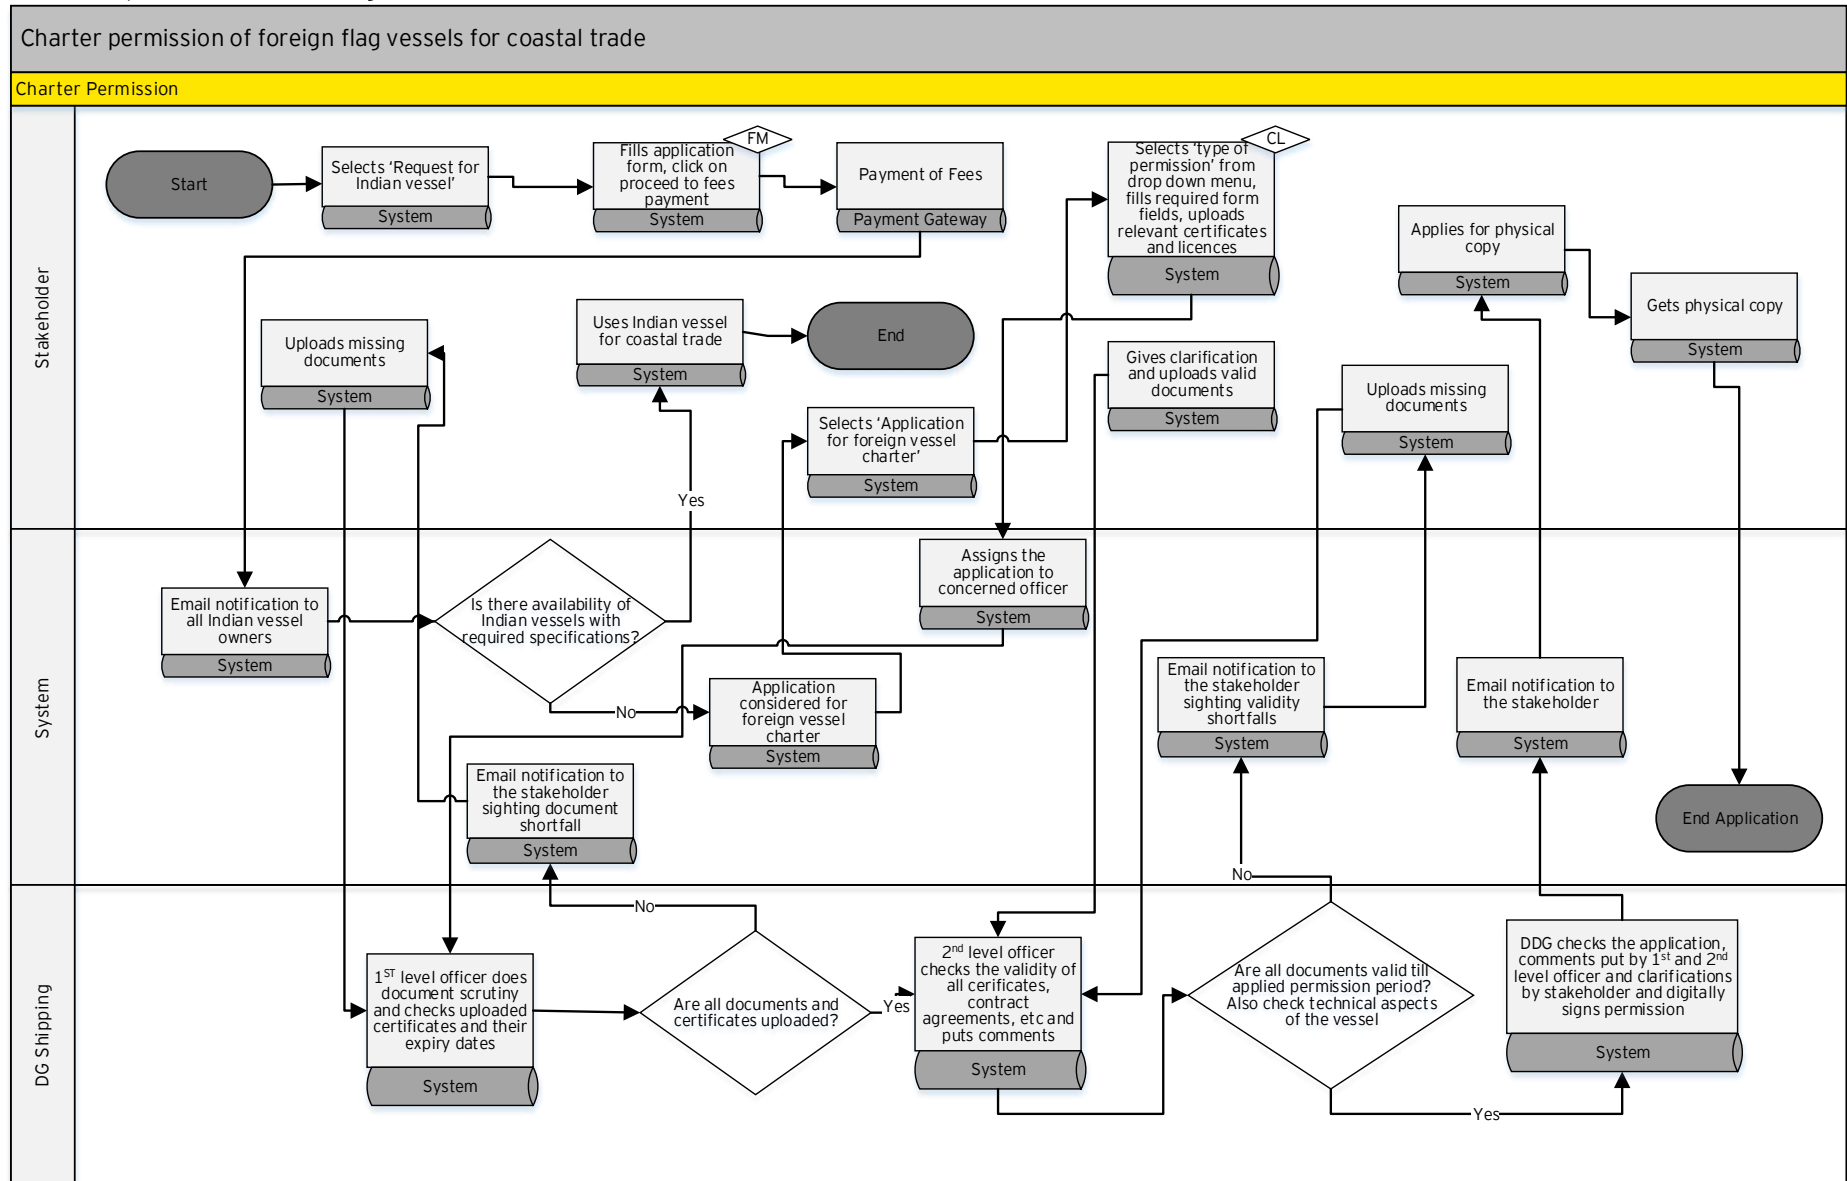 Charter permission of foreign flag vessels for coastal trade
Charter Permission
Stakeholder
Start
Selects ‘Request for
Indian vessel’
System
FM
Fills application
form, click on
proceed to fees
payment
System
Payment of Fees
Payment Gateway
CL
Selects ‘type of
permission’ from
drop down menu,
fills required form
fields, uploads
relevant certificates
and licences
System
Applies for physical
copy
System
Gets physical copy
System
Uploads missing
documents
System
Uses Indian vessel
for coastal trade
System
End
Gives clarification
and uploads valid
documents
System
Uploads missing
documents
System
Selects ‘Application
for foreign vessel
charter’
System
Yes
System
Email notification to
all Indian vessel
owners
System
Is there availability of
Indian vessels with
required specifications?
No
Application
considered for
foreign vessel
charter
System
Assigns the
application to
concerned officer
System
Email notification to
the stakeholder
sighting validity
shortfalls
System
Email notification to
the stakeholder
System
Email notification to
the stakeholder
sighting document
shortfall
System
End Application
No
DG Shipping
No
1ST level officer does
document scrutiny
and checks uploaded
certificates and their
expiry dates
System
Are all documents and
certificates uploaded?
Yes
2nd level officer
checks the validity of
all cerificates,
contract
agreements, etc and
puts comments
System
Are all documents valid till
applied permission period?
Also check technical aspects
of the vessel
Yes
DDG checks the application,
comments put by 1st and 2nd
level officer and clarifications
by stakeholder and digitally
signs permission
System